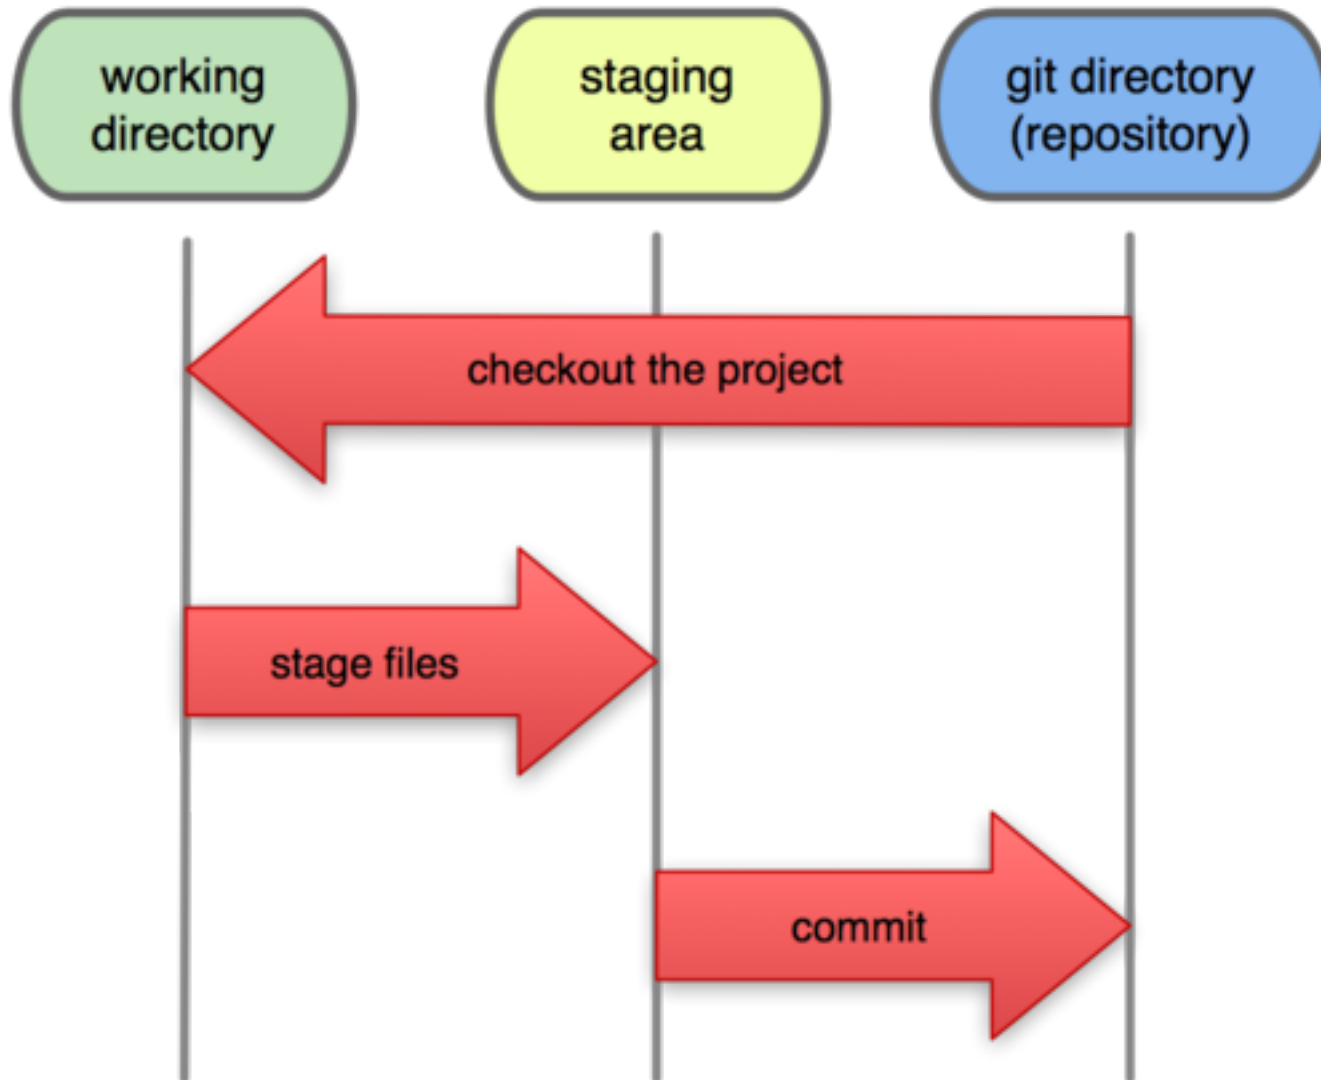 working
directory
staging
area
git directory
(repository)
checkout the project
stage files
commit